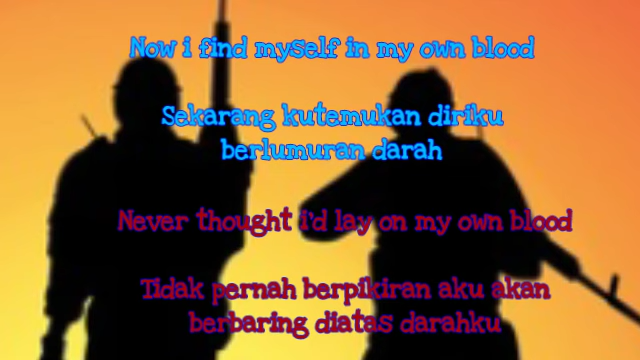 Now i find myself in my own blood
Sekarang kutemukan diriku
berlumuran darah
Never thought i'd lay on my own blood
Tidak pernah berpikiran aku akan
berbaring diatas darahku